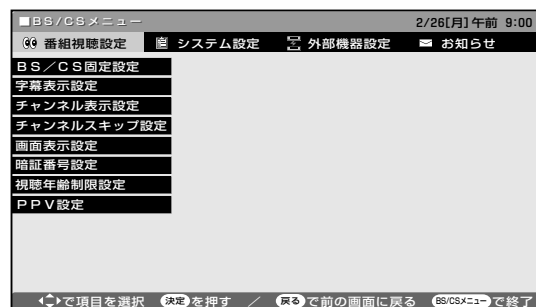 ■BS/CSメニュー 2/26[月]午前 9:00
番組視聴設定 システム設定 外部機器設定 お知らせ
BS/CS固定設定
字幕表示設定
チャンネル表示設定
チャンネルスキップ設定
画面表示設定
暗証番号設定
視聴年齢制限設定
PPV設定
で項目を選択 決定を押す / 戻るで前の画面に戻る BS/CSメニューで終了